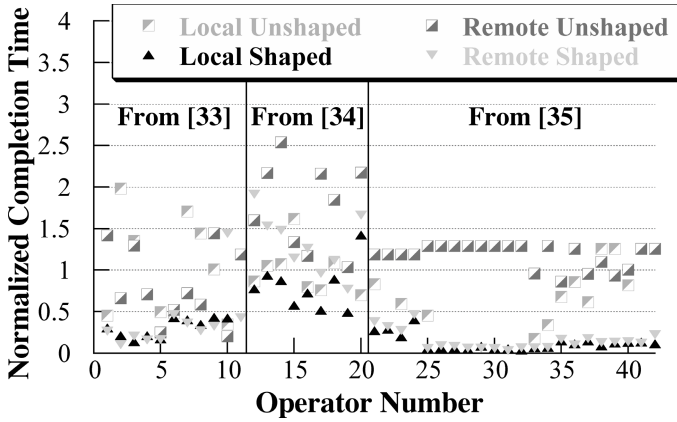 Local Unshaped
Remote Unshaped
Local Shaped
Remote Shaped
From [33]
From [34]
From [35]
Normalized Completion Time
4
3.5
3
2.5
2
1.5
1
0.5
0
0
5
10
15
20
25
30
35
40
Operator Number